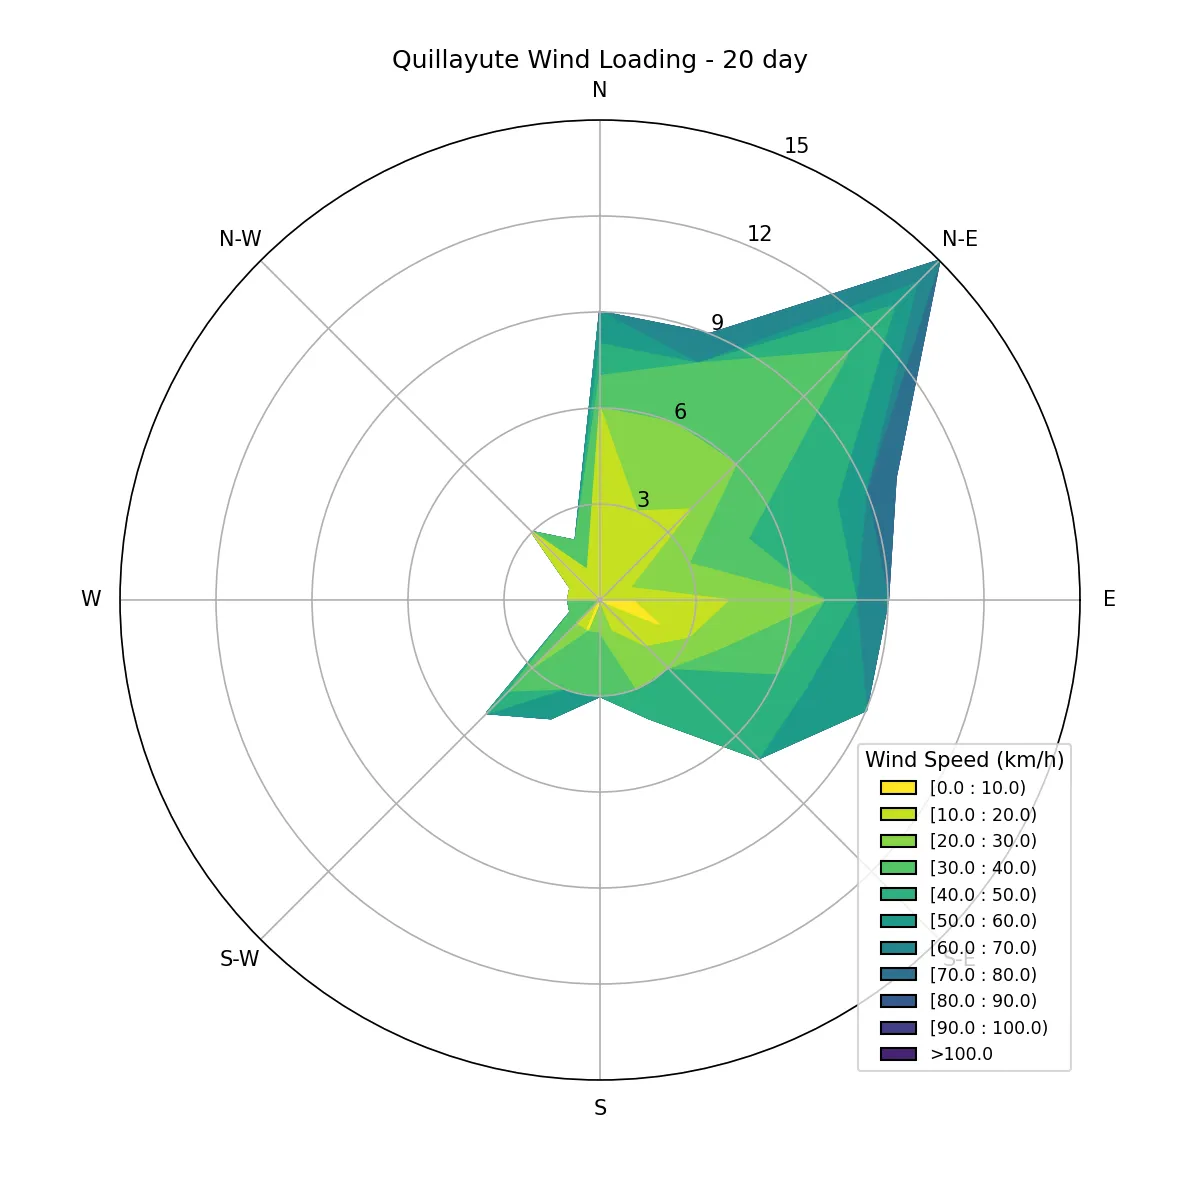 Quillayute Wind Loading - 20 day
N
15
12
N-W
N-E
9
6
3
W
E
Wind Speed (km/h)
[0.0 : 10.0)
[10.0 : 20.0)
[20.0 : 30.0)
[30.0 : 40.0)
[40.0 : 50.0)
[50.0 : 60.0)
[60.0 : 70.0)
[70.0 : 80.0)
[80.0 : 90.0)
[90.0 : 100.0)
>100.0
S-W
S-E
S